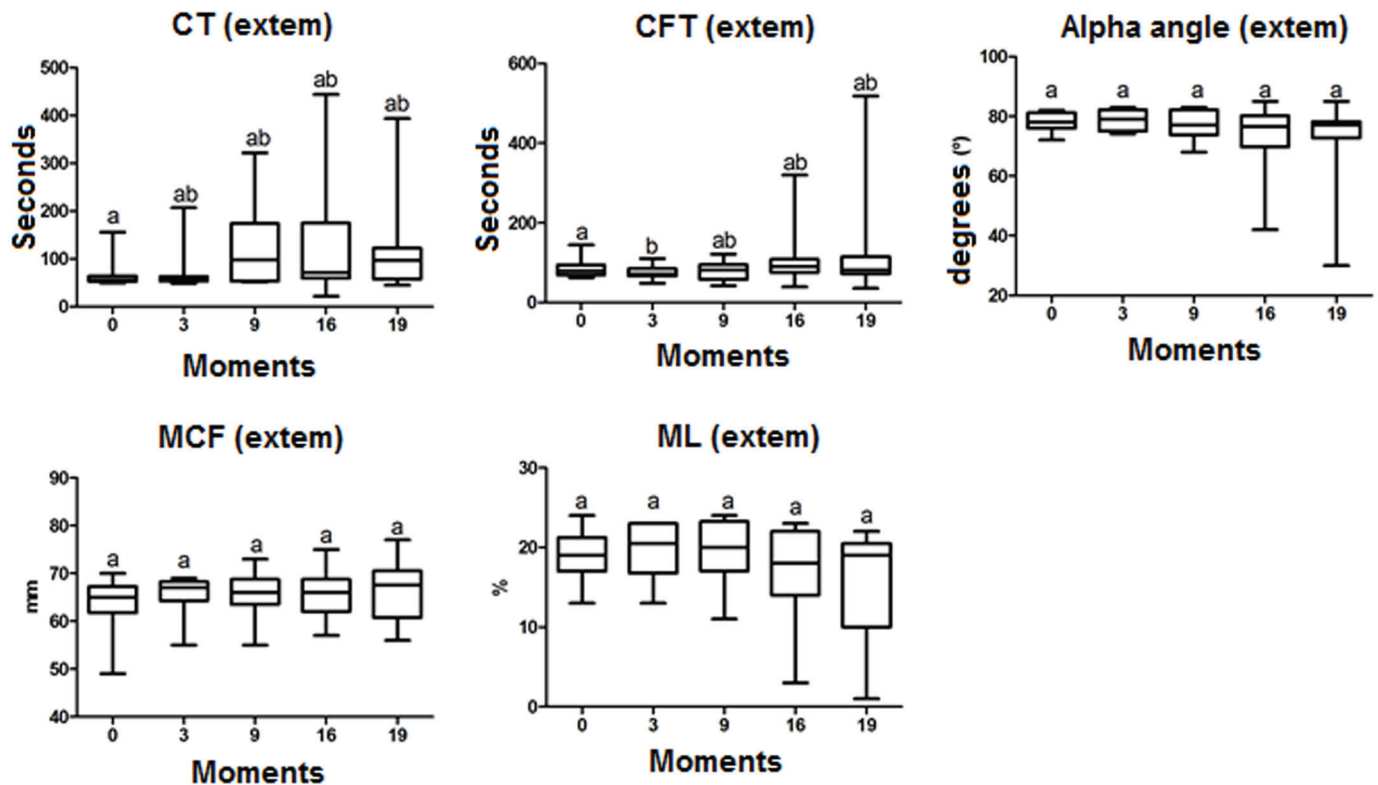 CT (extem)
Seconds
500
400
300
200
100
0
a
ab
ab
ab
ab
0 3 9 16 19
Moments
CFT (extem)
Seconds
600
400
200
0
a
b
ab
ab
ab
0 3 9 16 19
Moments
Alpha angle (extem)
degrees (º)
100
80
60
40
20
a a a a a
0 3 9 16 19
Moments
MCF (extem)
mm
90
80
70
60
50
40
a a a a a
0 3 9 16 19
Moments
ML (extem)
%
30
20
10
0
a a a a a
0 3 9 16 19
Moments